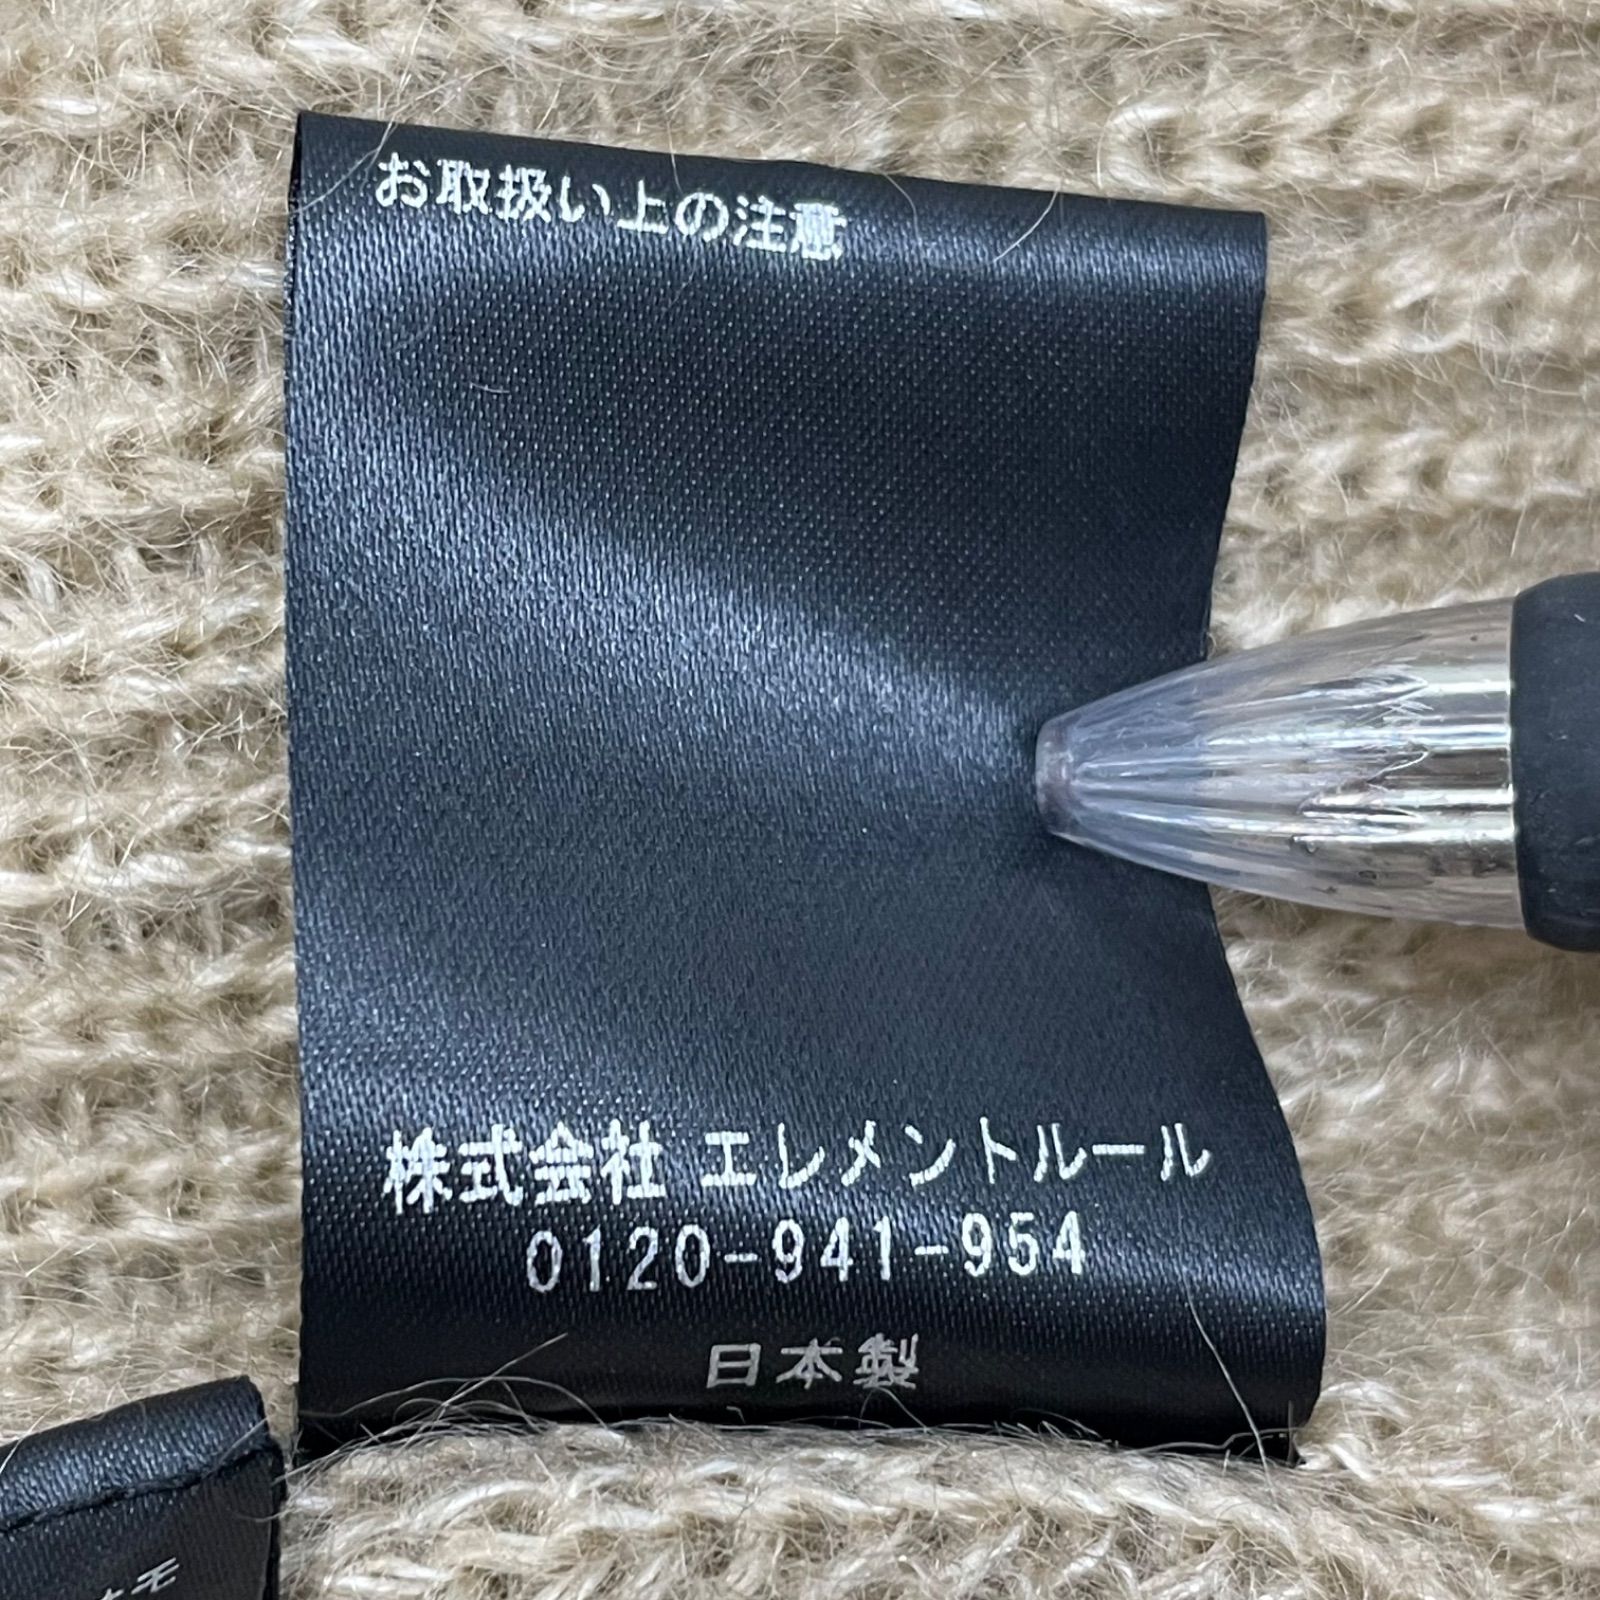 お取扱い上の注意
株式会社 エレメントルール
0120-941-954
日本製
毛